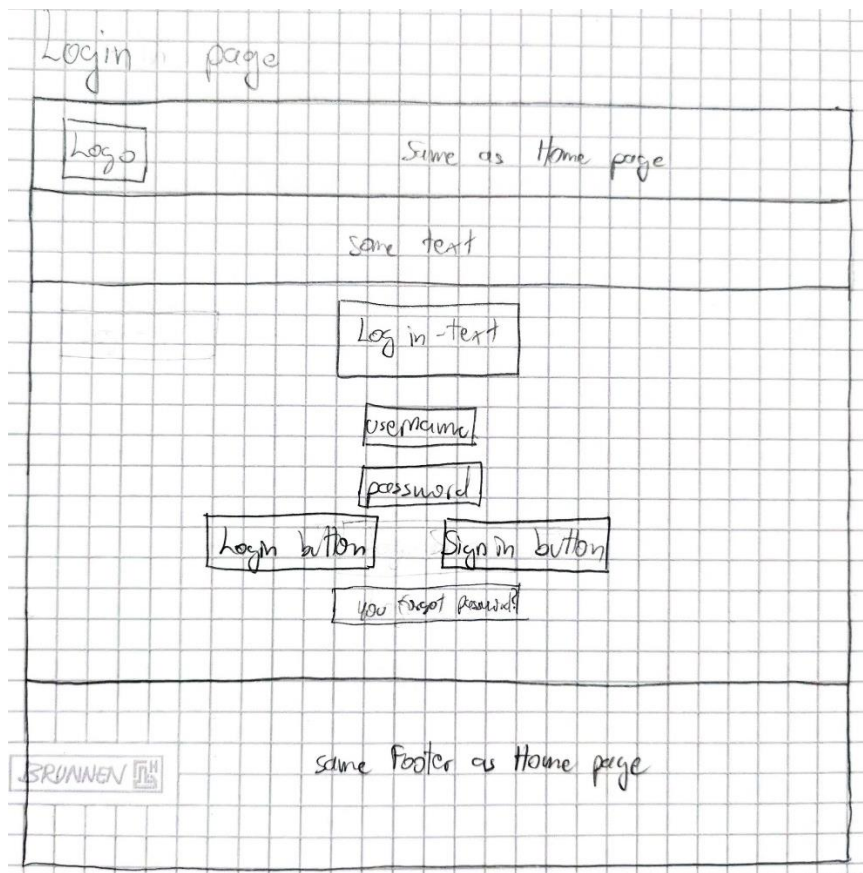 Login page
Logo
Same as Home page
some text
Log in-text
username
password
Login button
Sign in button
you forgot password?
same Footer as Home page
BRUNNEN